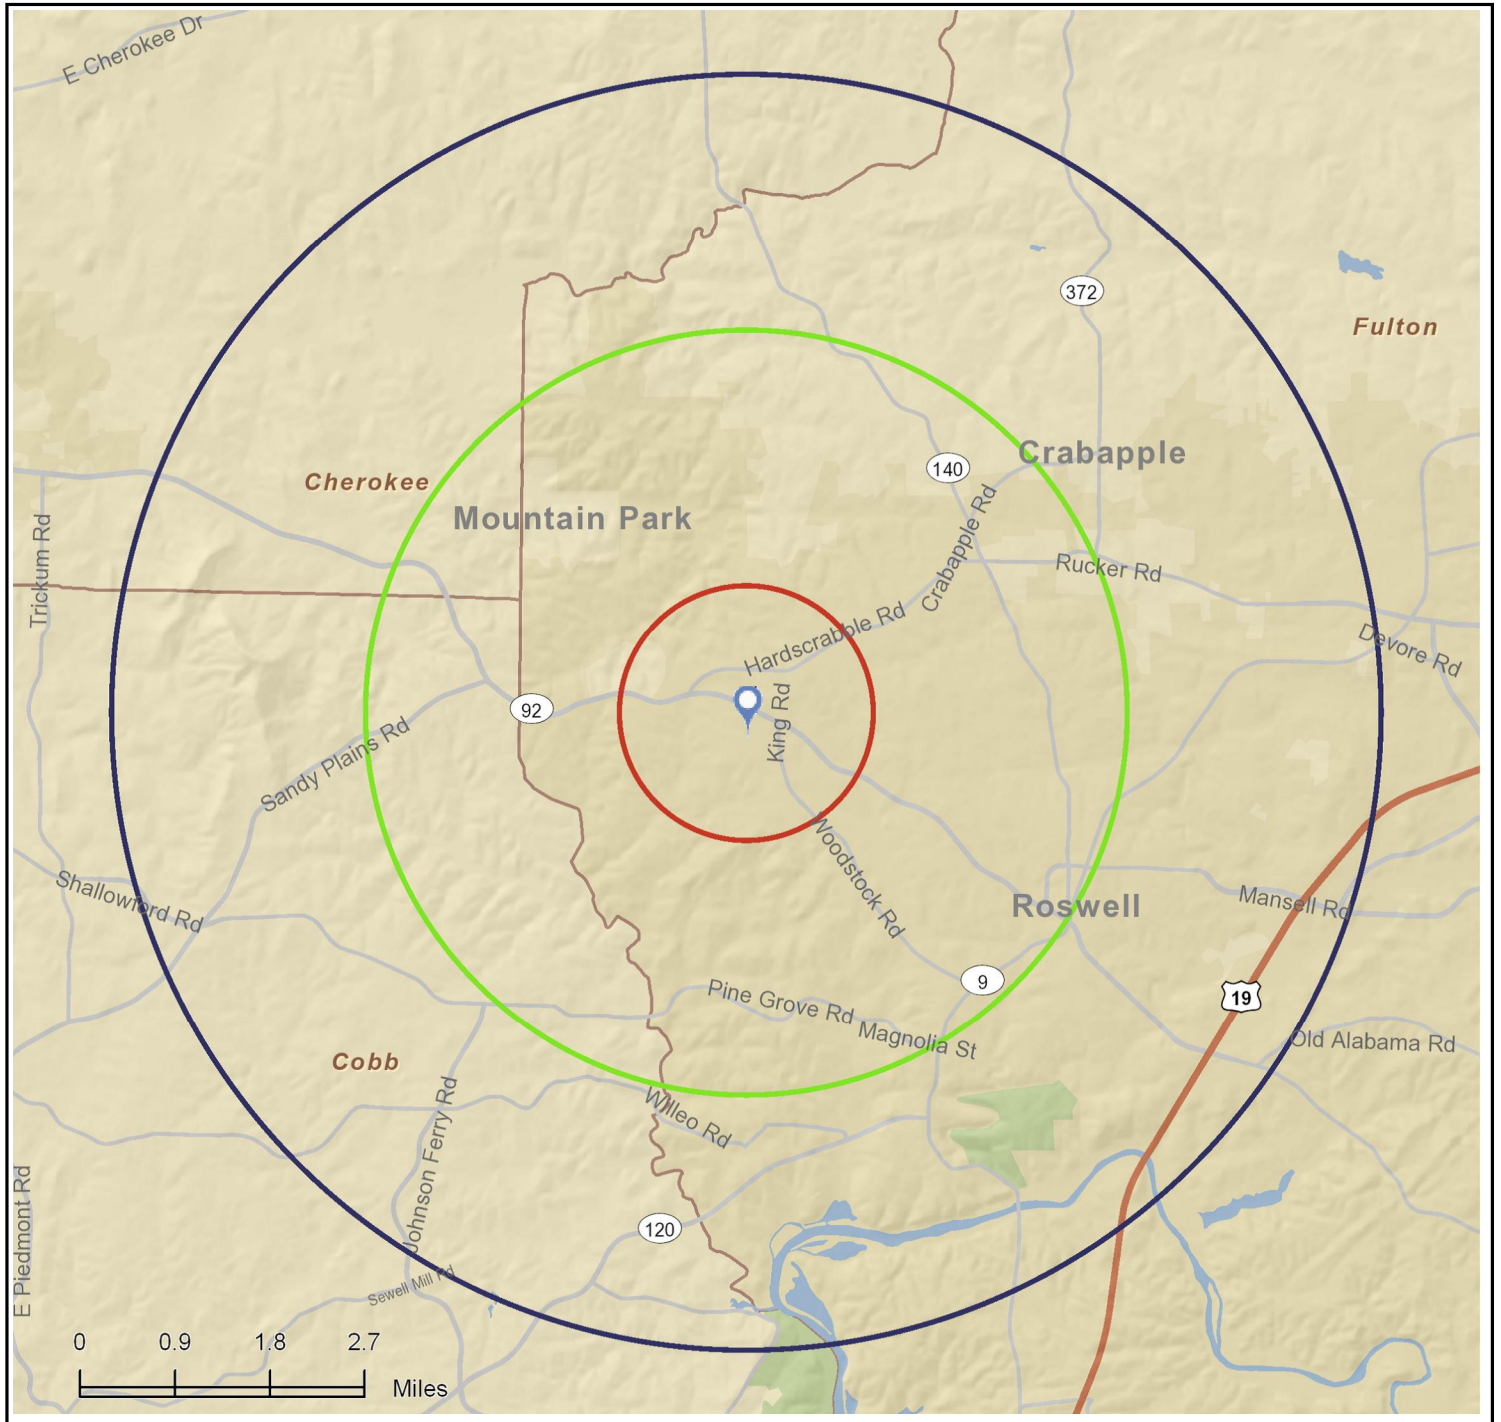 E Cherokee Dr
372
Fulton
Crabapple
140
Cherokee
Mountain Park
Trickum Rd
Crabapple Rd
Rucker Rd
Hardscrabble Rd
Devore Rd
92
King Rd
Sandy Plains Rd
Woodstock Rd
Shallowford Rd
Roswell
Mansell Rd
9
19
Pine Grove Rd
Magnolia St
Old Alabama Rd
Cobb
Johnson Ferry Rd
Willeo Rd
E Piedmont Rd
120
Sewell Mill Rd
0 0.9 1.8 2.7
Miles